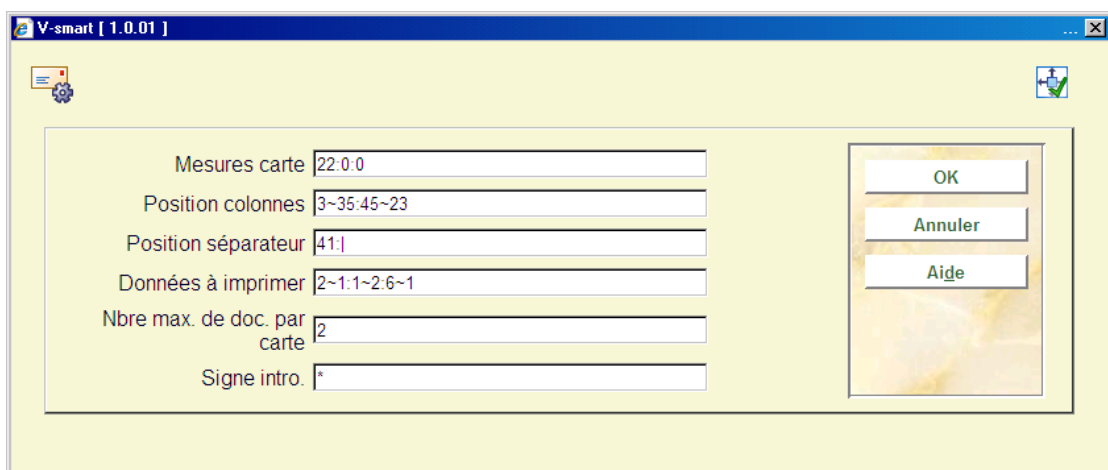 V-smart [ 1.0.01 ]
...
Mesures carte 22:0:0
Position colonnes 3~35:45~23
Position séparateur 41:|
Données à imprimer 2~1:1~2:6~1
Nbre max. de doc. par
carte 2
Signe intro. *
OK
Annuler
Aide